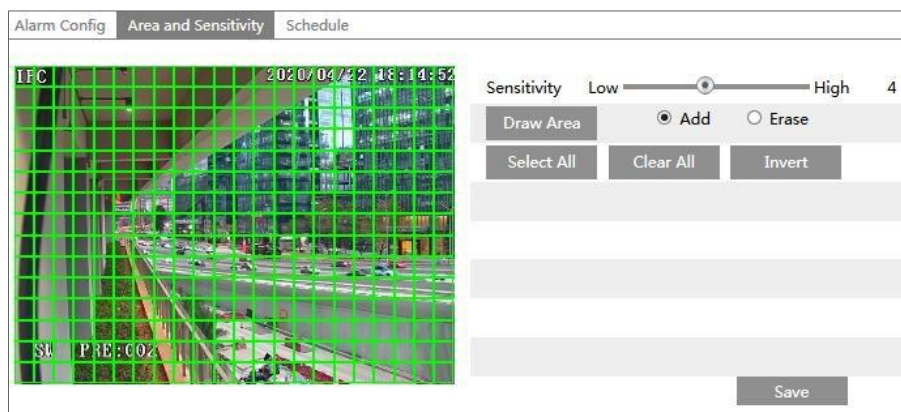 Alarm Config Area and Sensitivity Schedule
IPC 2020/04/22 18:14:52
Sensitivity Low High 4
Draw Area Add Erase
Select All Clear All Invert
SW PRE:002
Save